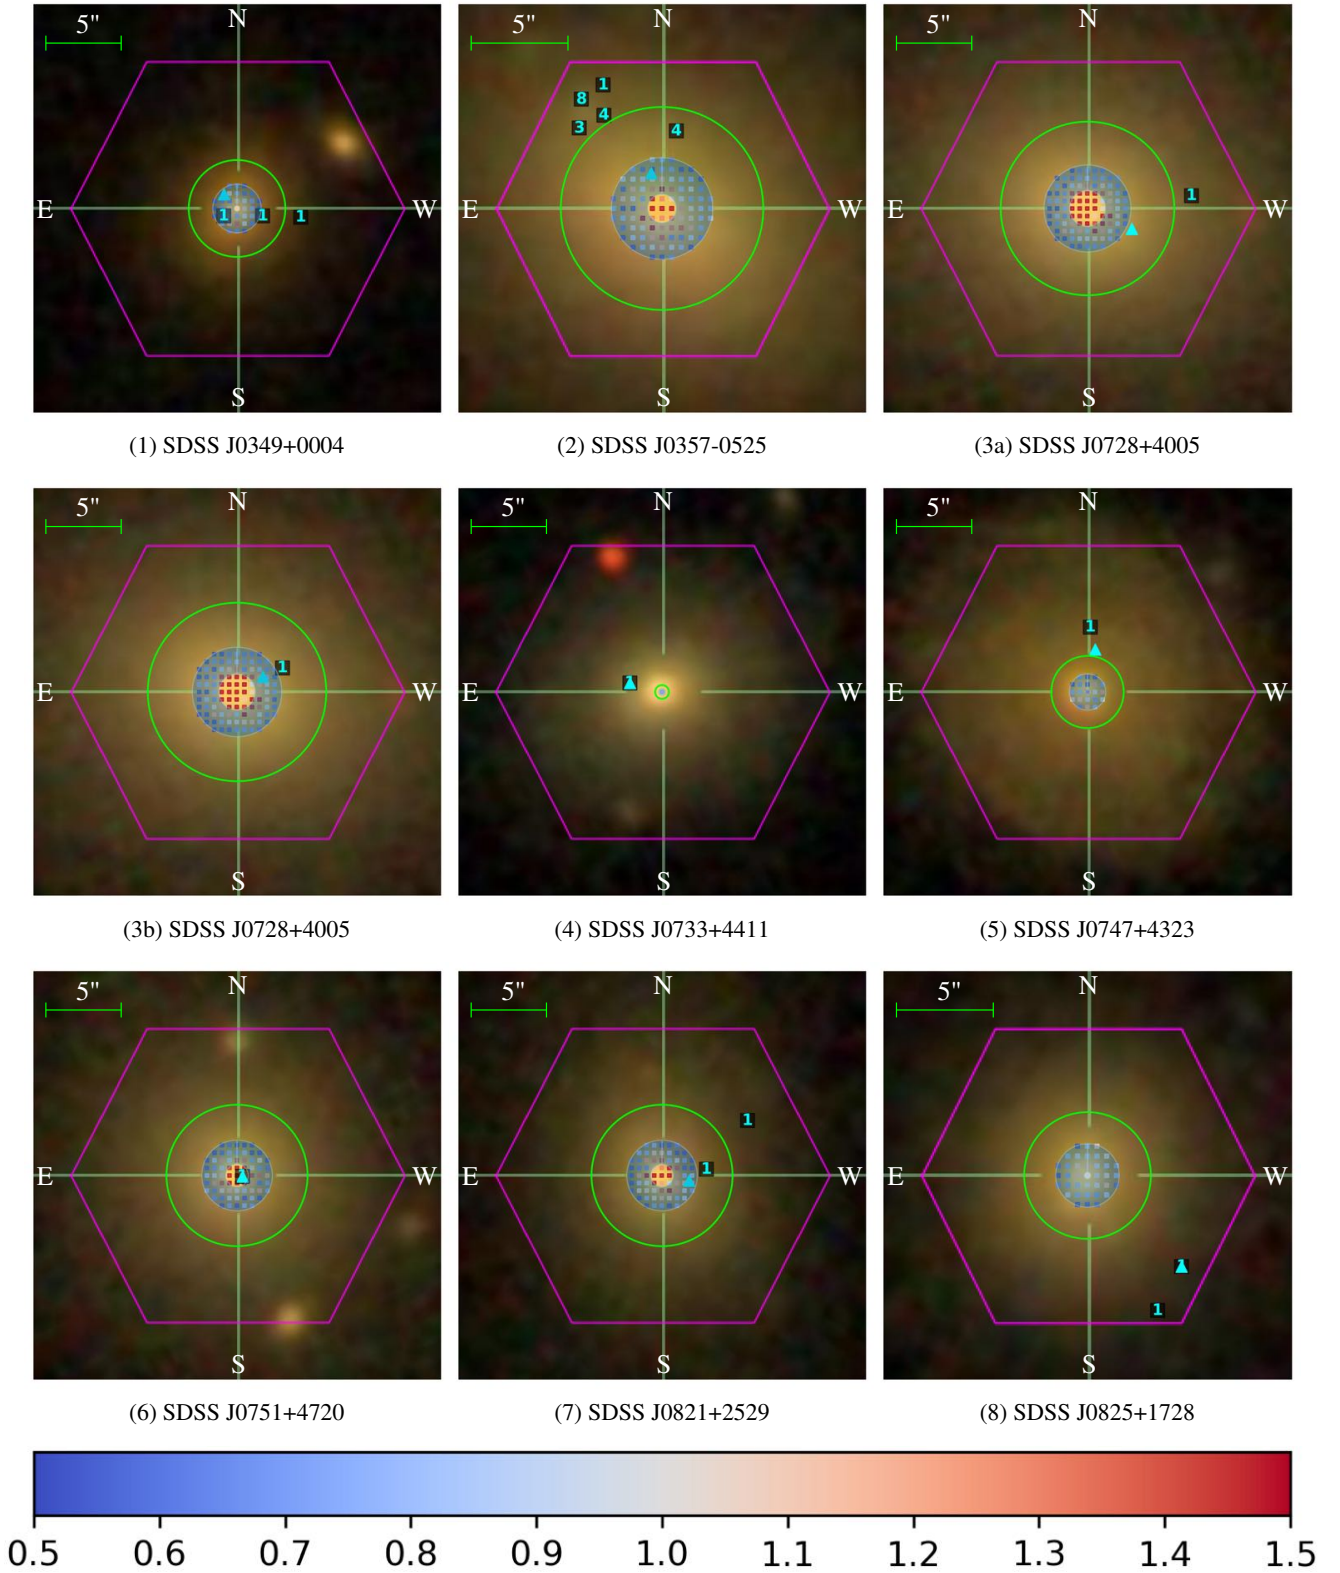 5" N 5" N 5" N
E 1 1 1 W E 1 8 4 3 4 W E 1 W
S S S
(1) SDSS J0349+0004 (2) SDSS J0357-0525 (3a) SDSS J0728+4005
5" N 5" N 5" N
E 1 W E 1 W E 1 W
S S S
(3b) SDSS J0728+4005 (4) SDSS J0733+4411 (5) SDSS J0747+4323
5" N 5" N 5" N
E W E 1 1 W E 1 1 W
S S S
(6) SDSS J0751+4720 (7) SDSS J0821+2529 (8) SDSS J0825+1728
0.5 0.6 0.7 0.8 0.9 1.0 1.1 1.2 1.3 1.4 1.5